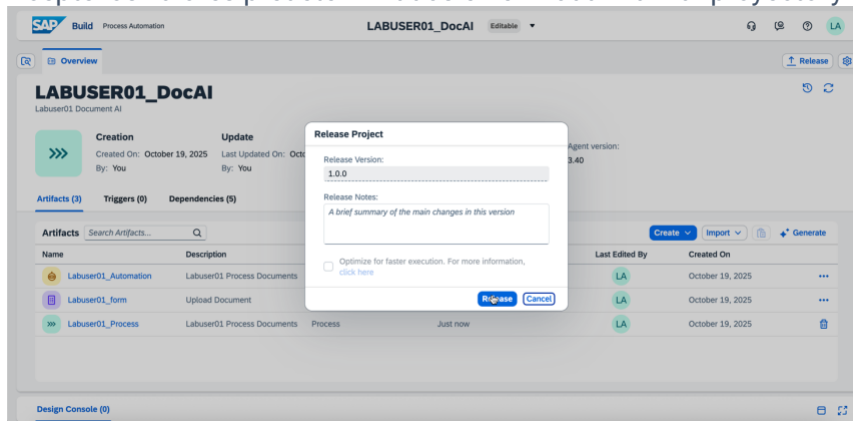 SAP Build Process Automation LABUSER01_DocAI Editable LA
Overview Release
LABUSER01_DocAI
Labuser01 Document AI
Creation Update
Created On: October 19, 2025 Last Updated On:
By: You By: You
Agent version:
3.40
Release Project
Release Version:
1.0.0
Release Notes:
A brief summary of the main changes in this version
Optimize for faster execution. For more information,
click here
Release Cancel
Artifacts (3) Triggers (0) Dependencies (5)
Artifacts Search Artifacts... Create Import Generate
Name Description Last Edited By Created On
Labuser01_Automation Labuser01 Process Documents LA October 19, 2025
Labuser01_form Upload Document LA October 19, 2025
Labuser01_Process Labuser01 Process Documents Process Just now LA October 19, 2025
Design Console (0)